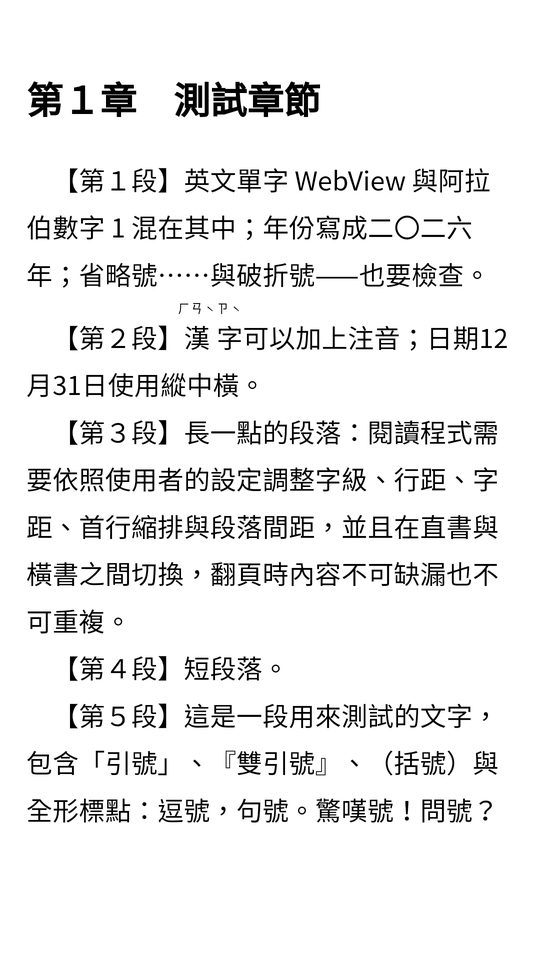 第１章　測試章節
【第１段】英文單字 WebView 與阿拉
伯數字 1 混在其中；年份寫成二〇二六
年；省略號⋯⋯與破折號——也要檢查。
ㄏㄢˋㄗˋ
【第２段】漢字可以加上注音；日期12
月31日使用縱中橫。
【第３段】長一點的段落：閱讀程式需
要依照使用者的設定調整字級、行距、字
距、首行縮排與段落間距，並且在直書與
橫書之間切換，翻頁時內容不可缺漏也不
可重複。
【第４段】短段落。
【第５段】這是一段用來測試的文字，
包含「引號」、『雙引號』、（括號）與
全形標點：逗號，句號。驚嘆號！問號？